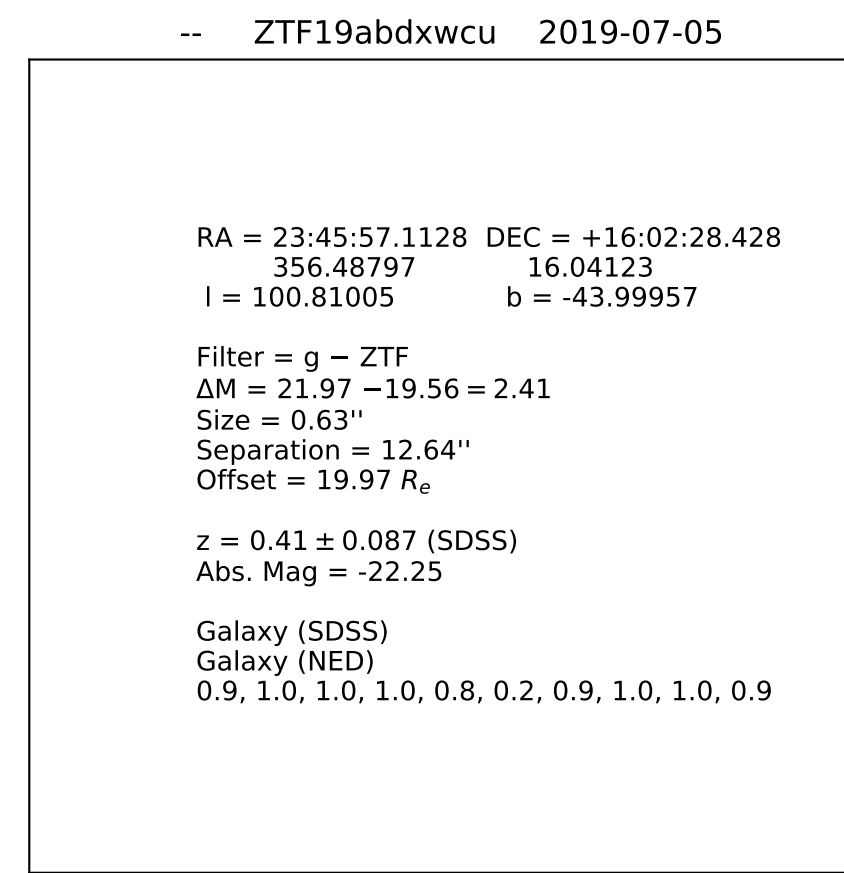 -- ZTF19abdxwcu 2019-07-05
RA = 23:45:57.1128 DEC = +16:02:28.428
356.48797 16.04123
l = 100.81005 b = -43.99957
Filter = g − ZTF
ΔM = 21.97 −19.56 = 2.41
Size = 0.63''
Separation = 12.64''
Offset = 19.97 Rₑ
z = 0.41 ± 0.087 (SDSS)
Abs. Mag = -22.25
Galaxy (SDSS)
Galaxy (NED)
0.9, 1.0, 1.0, 1.0, 0.8, 0.2, 0.9, 1.0, 1.0, 0.9